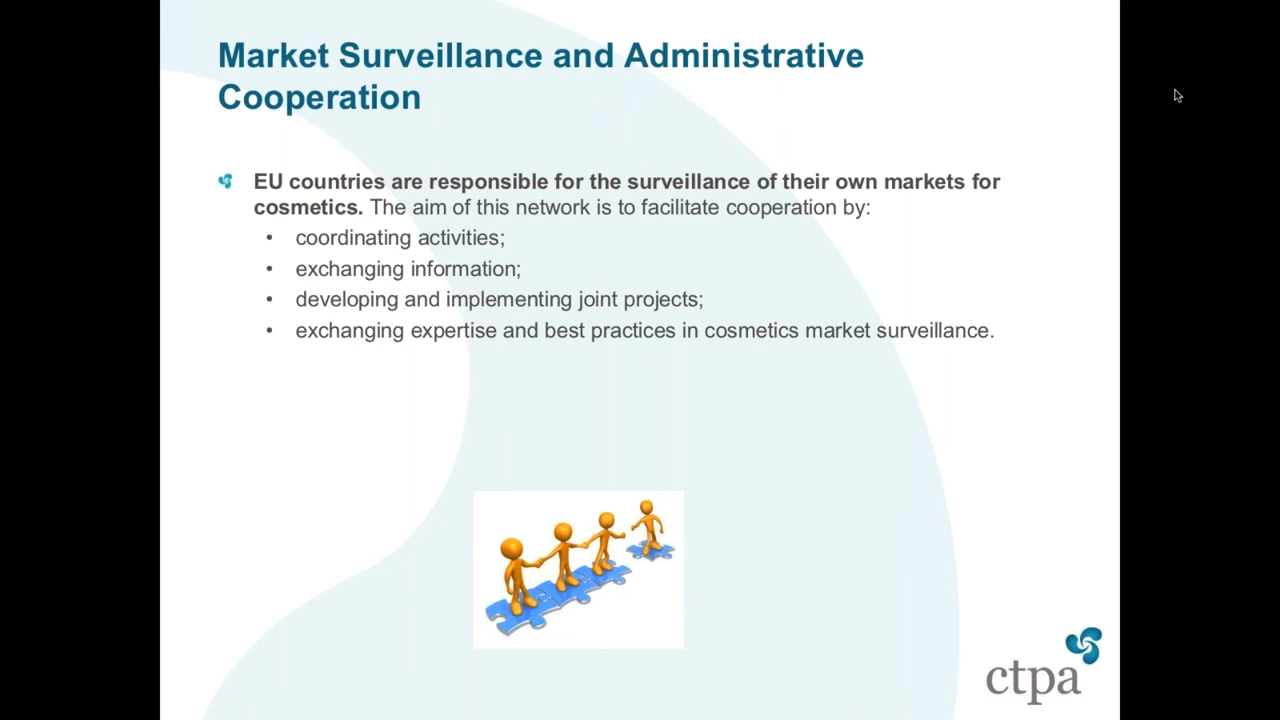 Market Surveillance and Administrative
Cooperation
EU countries are responsible for the surveillance of their own markets for
cosmetics. The aim of this network is to facilitate cooperation by:
• coordinating activities;
• exchanging information;
• developing and implementing joint projects;
• exchanging expertise and best practices in cosmetics market surveillance.
ctpa